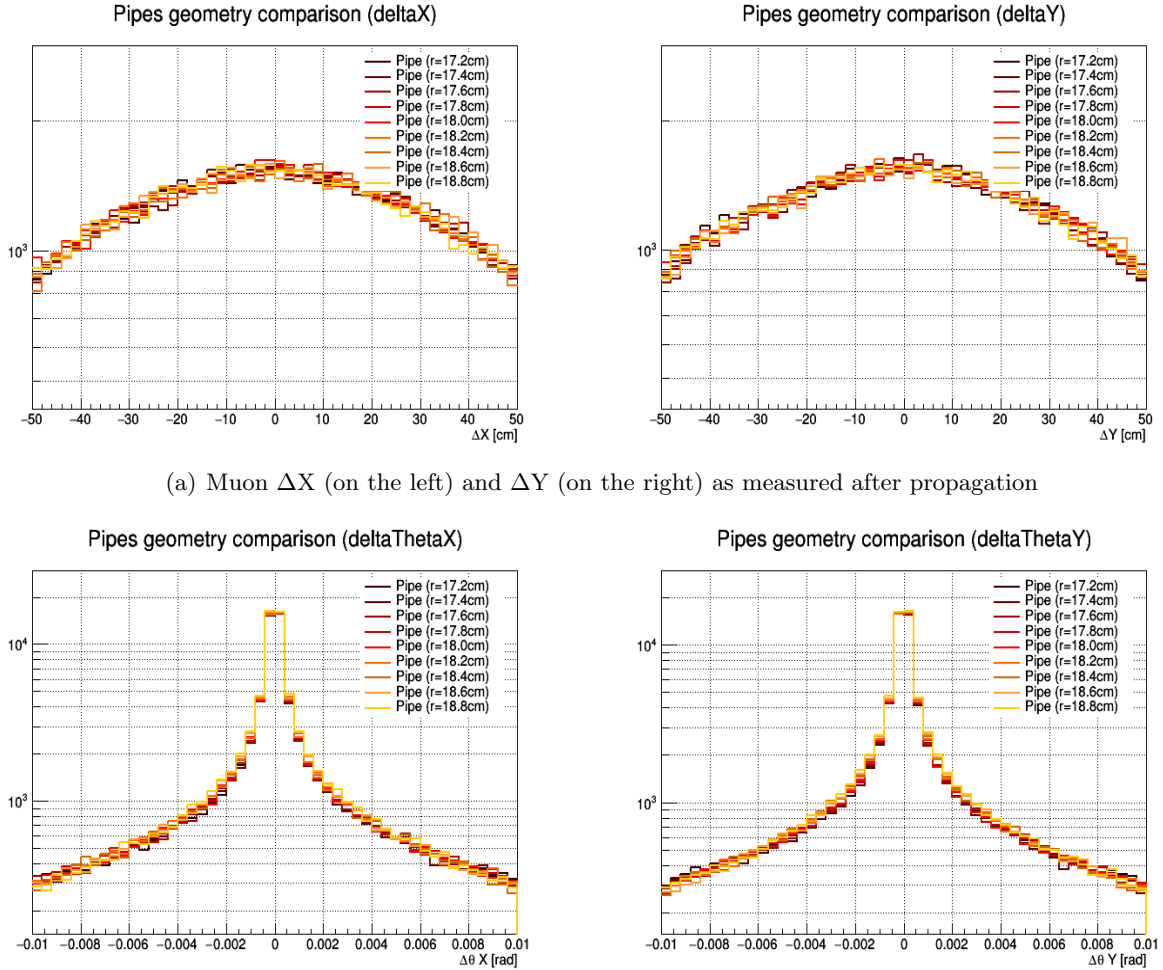 Pipes geometry comparison (deltaX)
Pipe (r=17.2cm)
Pipe (r=17.4cm)
Pipe (r=17.6cm)
Pipe (r=17.8cm)
Pipe (r=18.0cm)
Pipe (r=18.2cm)
Pipe (r=18.4cm)
Pipe (r=18.6cm)
Pipe (r=18.8cm)
10³
−50 −40 −30 −20 −10 0 10 20 30 40 50
ΔX [cm]
Pipes geometry comparison (deltaY)
Pipe (r=17.2cm)
Pipe (r=17.4cm)
Pipe (r=17.6cm)
Pipe (r=17.8cm)
Pipe (r=18.0cm)
Pipe (r=18.2cm)
Pipe (r=18.4cm)
Pipe (r=18.6cm)
Pipe (r=18.8cm)
10³
−50 −40 −30 −20 −10 0 10 20 30 40 50
ΔY [cm]
(a) Muon ΔX (on the left) and ΔY (on the right) as measured after propagation
Pipes geometry comparison (deltaThetaX)
Pipe (r=17.2cm)
Pipe (r=17.4cm)
Pipe (r=17.6cm)
Pipe (r=17.8cm)
Pipe (r=18.0cm)
Pipe (r=18.2cm)
Pipe (r=18.4cm)
Pipe (r=18.6cm)
Pipe (r=18.8cm)
10⁴
10³
−0.01 −0.008 −0.006 −0.004 −0.002 0 0.002 0.004 0.006 0.008 0.01
Δθ X [rad]
Pipes geometry comparison (deltaThetaY)
Pipe (r=17.2cm)
Pipe (r=17.4cm)
Pipe (r=17.6cm)
Pipe (r=17.8cm)
Pipe (r=18.0cm)
Pipe (r=18.2cm)
Pipe (r=18.4cm)
Pipe (r=18.6cm)
Pipe (r=18.8cm)
10⁴
10³
−0.01 −0.008 −0.006 −0.004 −0.002 0 0.002 0.004 0.006 0.008 0.01
Δθ Y [rad]